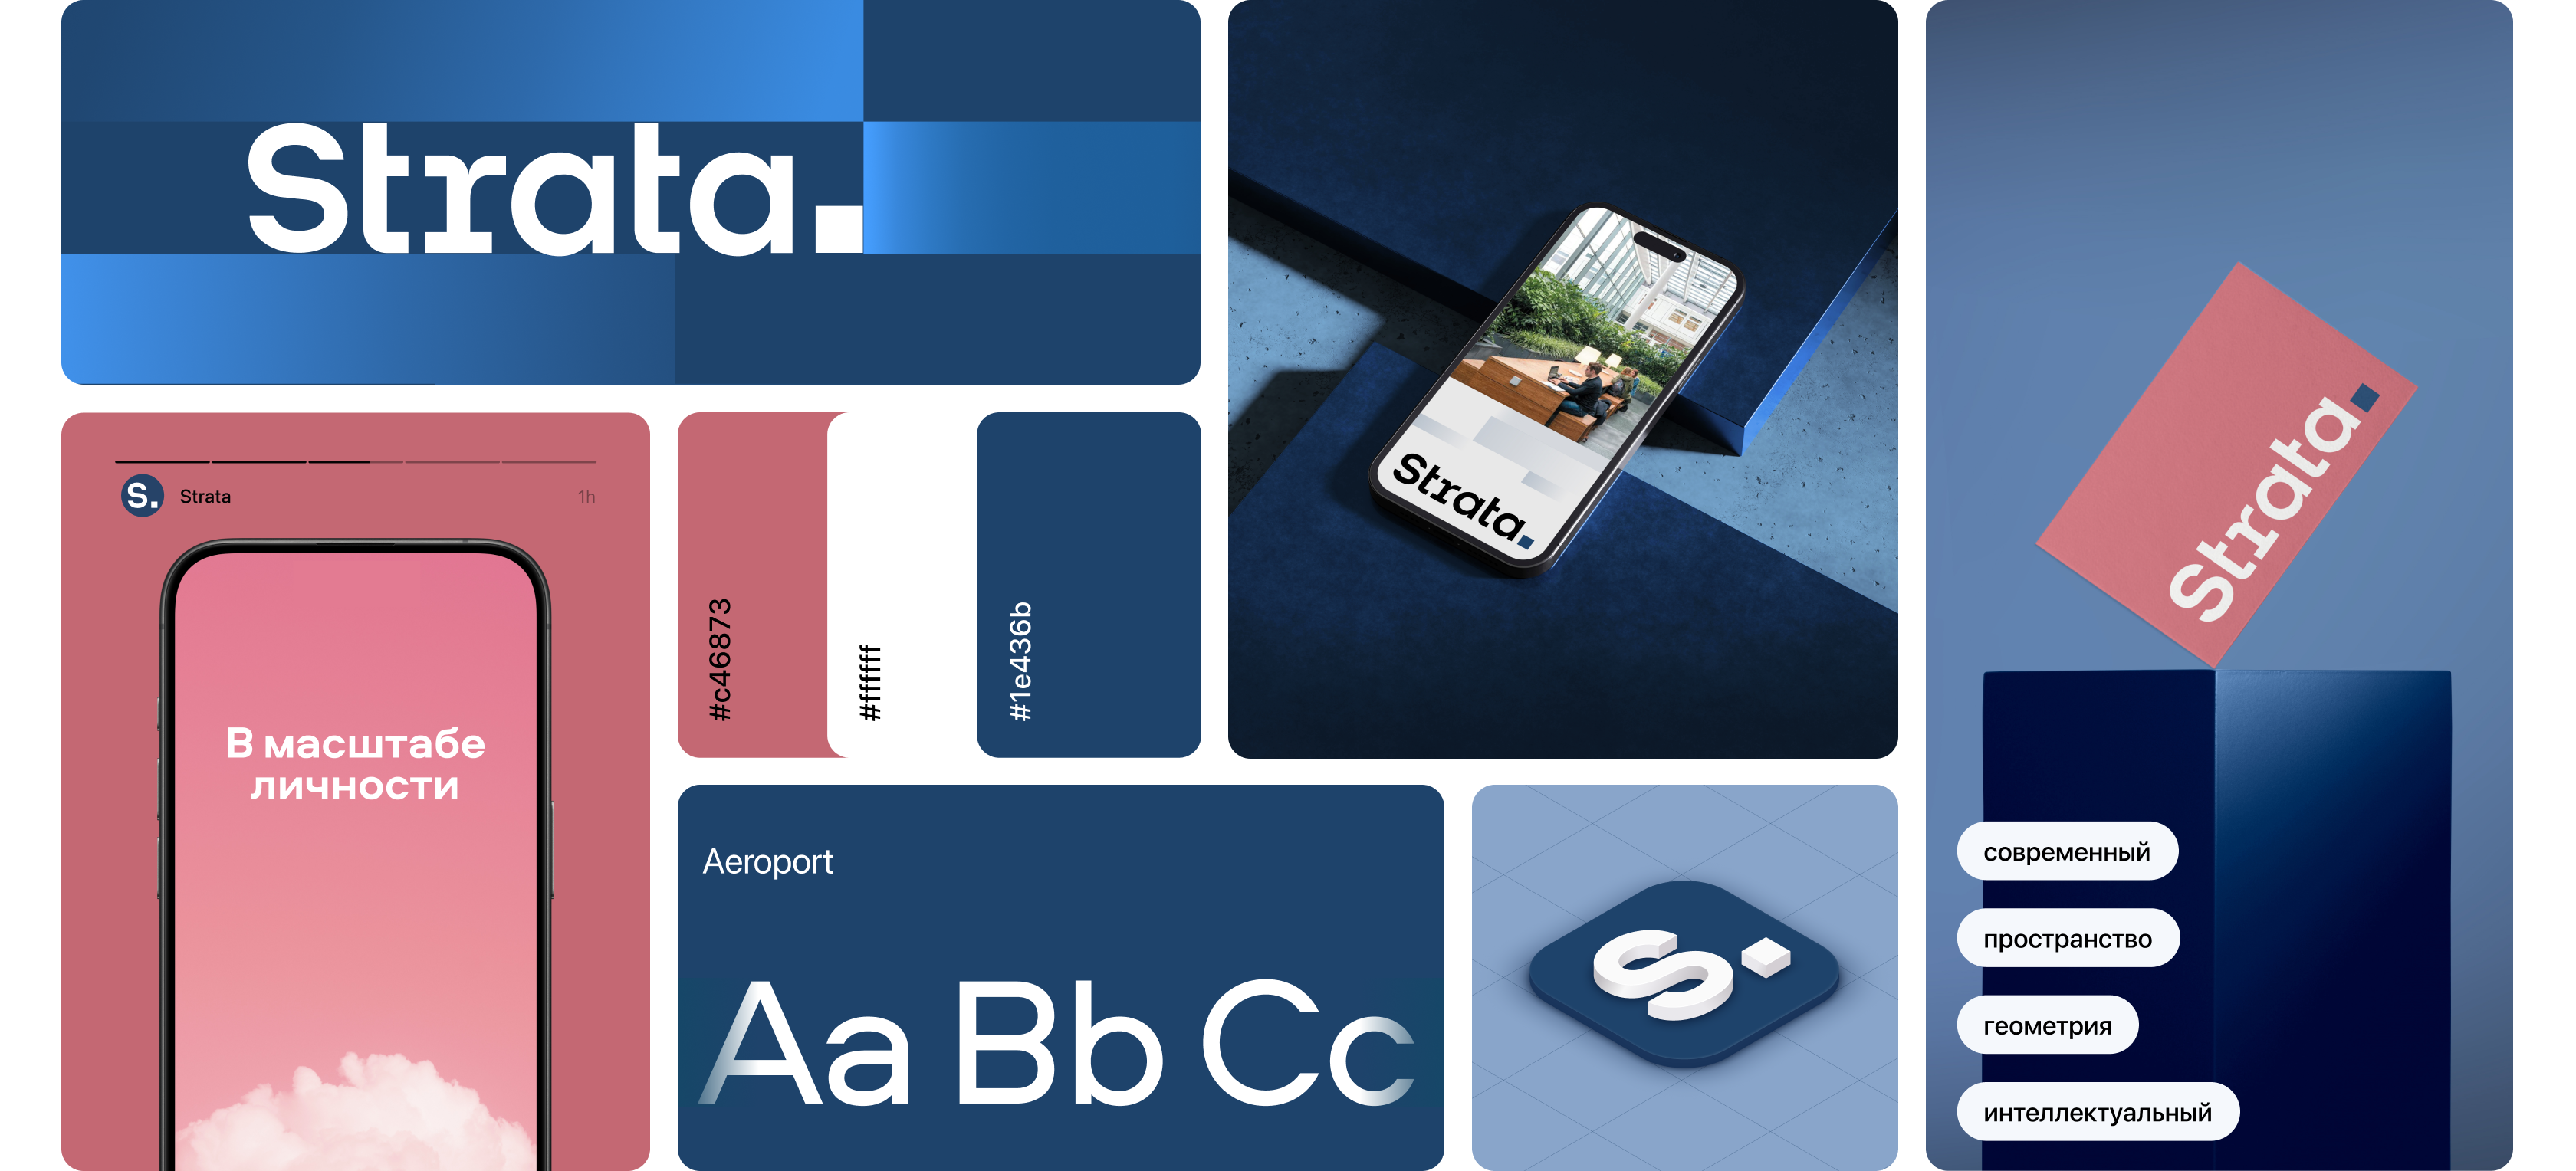 Strata.
S.
Strata
1h
В масштабе
личности
#c46873
#ffffff
#1e436b
Aeroport
Aa Bb Cc
Strata.
S.
Strata.
современный
пространство
геометрия
интеллектуальный